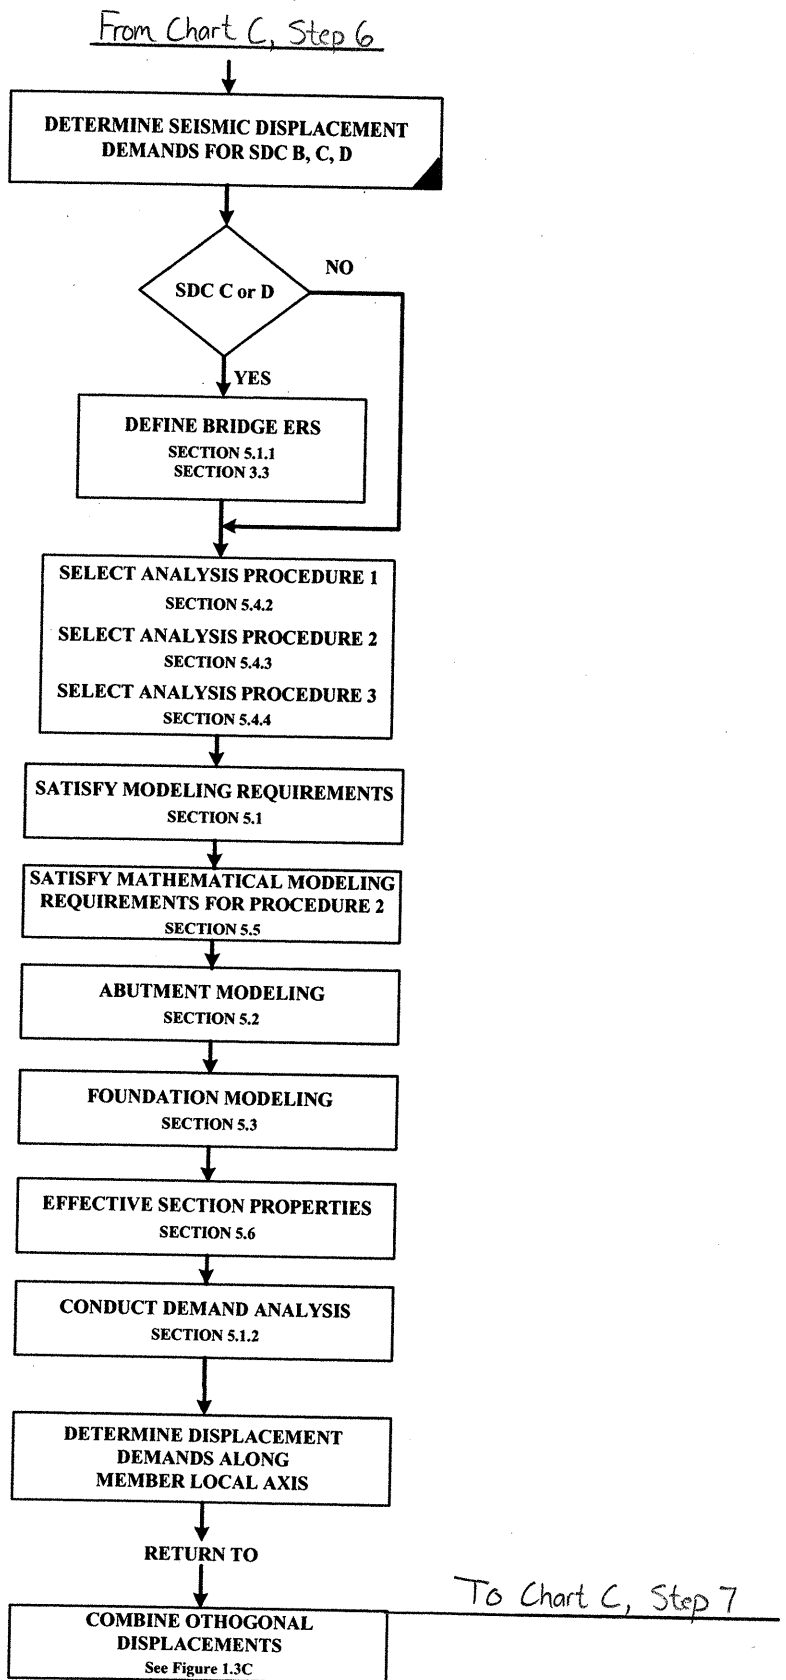 From Chart C, Step 6
DETERMINE SEISMIC DISPLACEMENT
DEMANDS FOR SDC B, C, D
SDC C or D
NO
YES
DEFINE BRIDGE ERS
SECTION 5.1.1
SECTION 3.3
SELECT ANALYSIS PROCEDURE 1
SECTION 5.4.2
SELECT ANALYSIS PROCEDURE 2
SECTION 5.4.3
SELECT ANALYSIS PROCEDURE 3
SECTION 5.4.4
SATISFY MODELING REQUIREMENTS
SECTION 5.1
SATISFY MATHEMATICAL MODELING
REQUIREMENTS FOR PROCEDURE 2
SECTION 5.5
ABUTMENT MODELING
SECTION 5.2
FOUNDATION MODELING
SECTION 5.3
EFFECTIVE SECTION PROPERTIES
SECTION 5.6
CONDUCT DEMAND ANALYSIS
SECTION 5.1.2
DETERMINE DISPLACEMENT
DEMANDS ALONG
MEMBER LOCAL AXIS
RETURN TO
To Chart C, Step 7
COMBINE OTHOGONAL
DISPLACEMENTS
See Figure 1.3C